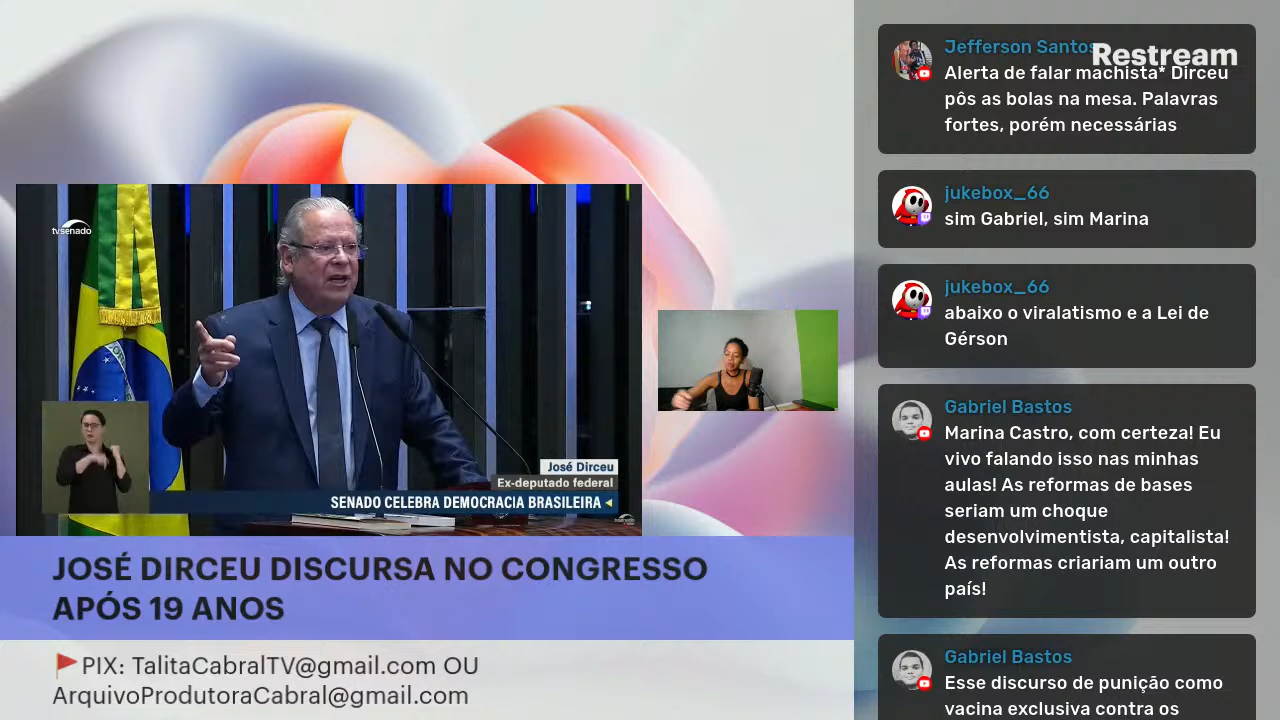 Jefferson Santos
Restream
Alerta de falar machista* Dirceu
pôs as bolas na mesa. Palavras
fortes, porém necessárias
jukebox_66
sim Gabriel, sim Marina
jukebox_66
abaixo o viralatismo e a Lei de
Gérson
Gabriel Bastos
Marina Castro, com certeza! Eu
vivo falando isso nas minhas
aulas! As reformas de bases
seriam um choque
desenvolvimentista, capitalista!
As reformas criariam um outro
país!
Gabriel Bastos
Esse discurso de punição como
vacina exclusiva contra os
tvsenado
José Dirceu
Ex-deputado federal
SENADO CELEBRA DEMOCRACIA BRASILEIRA
tvsenado
JOSÉ DIRCEU DISCURSA NO CONGRESSO
APÓS 19 ANOS
🚩PIX: TalitaCabralTV@gmail.com OU
ArquivoProdutoraCabral@gmail.com